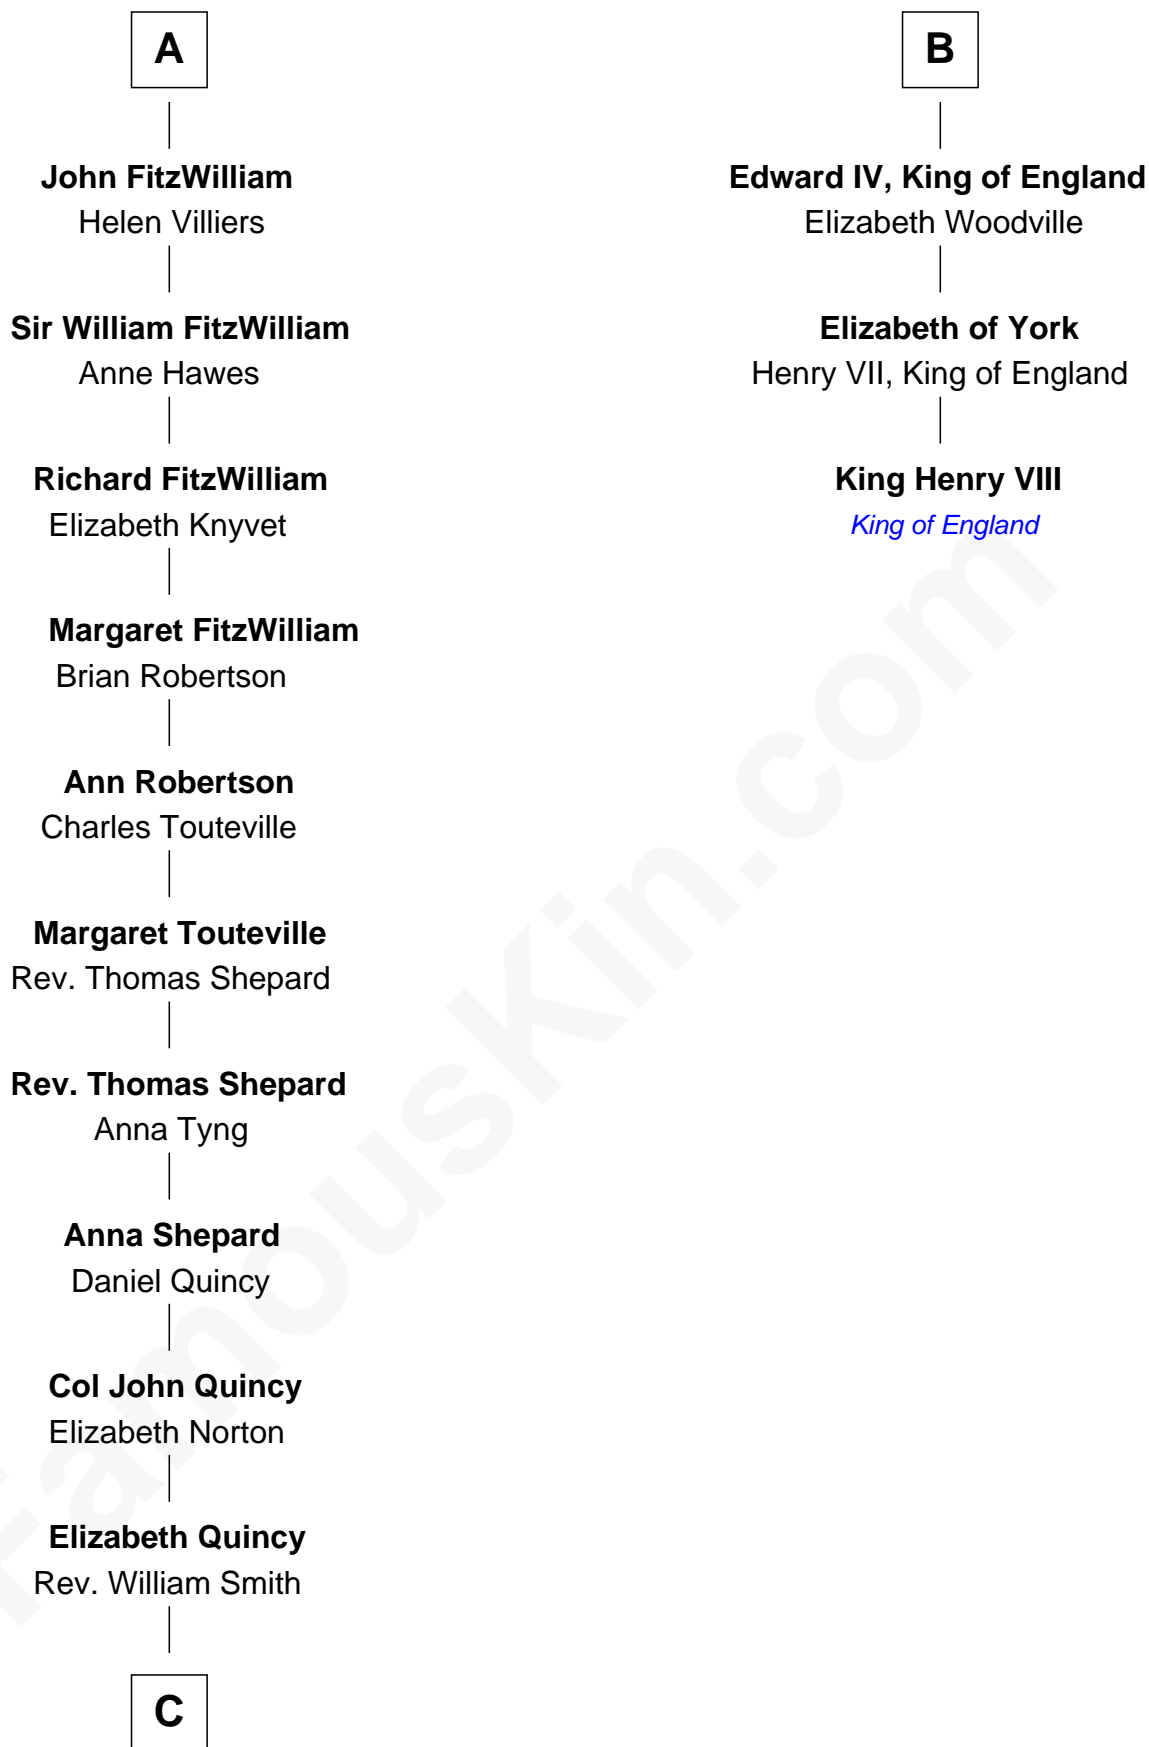 A
John FitzWilliam
Helen Villiers
Sir William FitzWilliam
Anne Hawes
Richard FitzWilliam
Elizabeth Knyvet
Margaret FitzWilliam
Brian Robertson
Ann Robertson
Charles Touteville
Margaret Touteville
Rev. Thomas Shepard
Rev. Thomas Shepard
Anna Tyng
Anna Shepard
Daniel Quincy
Col John Quincy
Elizabeth Norton
Elizabeth Quincy
Rev. William Smith
C
B
Edward IV, King of England
Elizabeth Woodville
Elizabeth of York
Henry VII, King of England
King Henry VIII
King of England
FamousKin.com